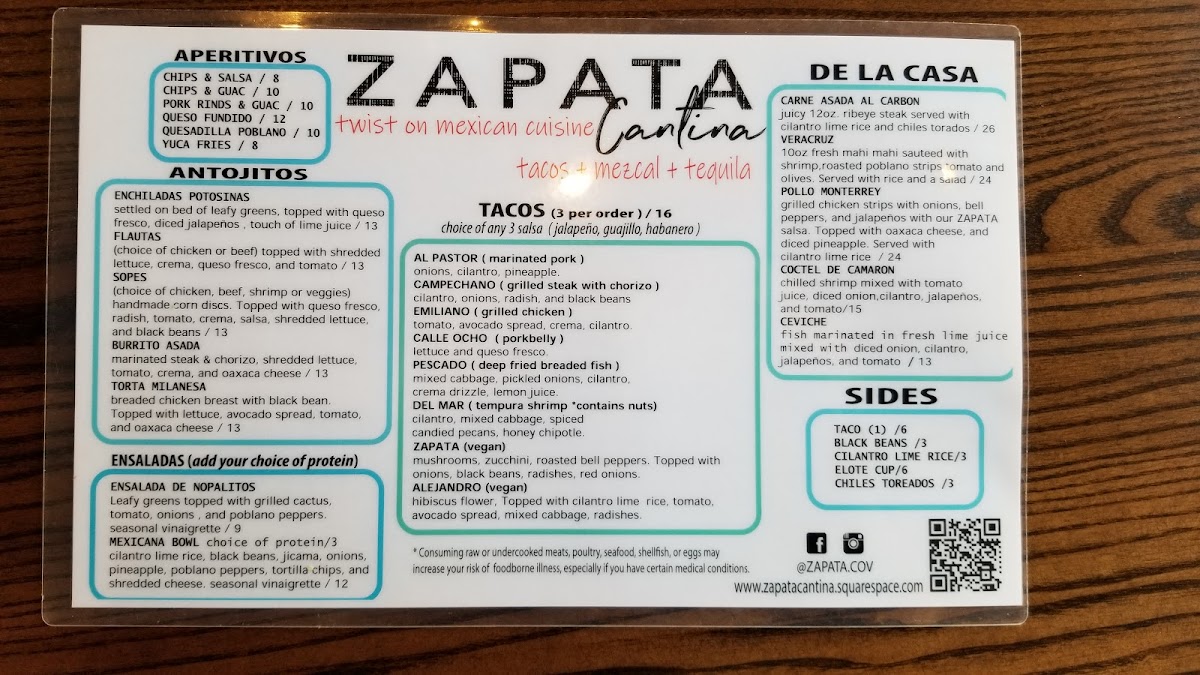 APERITIVOS
CHIPS & SALSA / 8
CHIPS & GUAC / 10
PORK RINDS & GUAC / 10
QUESO FUNDIDO / 12
QUESADILLA POBLANO / 10
YUCA FRIES / 8
ANTOJITOS
ENCHILADAS POTOSINAS
settled on bed of leafy greens, topped with queso
fresco, diced jalapeños , touch of lime juice / 13
FLAUTAS
(choice of chicken or beef) topped with shredded
lettuce, crema, queso fresco, and tomato / 13
SOPES
(choice of chicken, beef, shrimp or veggies)
handmade corn discs. Topped with queso fresco,
radish, tomato, crema, salsa, shredded lettuce,
and black beans / 13
BURRITO ASADA
marinated steak & chorizo, shredded lettuce,
tomato, crema, and oaxaca cheese / 13
TORTA MILANESA
breaded chicken breast with black bean.
Topped with lettuce, avocado spread, tomato,
and oaxaca cheese / 13
ENSALADAS (add your choice of protein)
ENSALADA DE NOPALITOS
Leafy greens topped with grilled cactus,
tomato, onions , and poblano peppers.
seasonal vinaigrette / 9
MEXICANA BOWL choice of protein/3
cilantro lime rice, black beans, jicama, onions,
pineapple, poblano peppers, tortilla chips, and
shredded cheese. seasonal vinaigrette / 12
ZAPATA
Cantina
twist on mexican cuisine
tacos + mezcal + tequila
TACOS (3 per order ) / 16
choice of any 3 salsa ( jalapeño, guajillo, habanero )
AL PASTOR ( marinated pork )
onions, cilantro, pineapple.
CAMPECHANO ( grilled steak with chorizo )
cilantro, onions, radish, and black beans
EMILIANO ( grilled chicken )
tomato, avocado spread, crema, cilantro.
CALLE OCHO ( porkbelly )
lettuce and queso fresco.
PESCADO ( deep fried breaded fish )
mixed cabbage, pickled onions, cilantro,
crema drizzle, lemon juice.
DEL MAR ( tempura shrimp *contains nuts)
cilantro, mixed cabbage, spiced
candied pecans, honey chipotle.
ZAPATA (vegan)
mushrooms, zucchini, roasted bell peppers. Topped with
onions, black beans, radishes, red onions.
ALEJANDRO (vegan)
hibiscus flower, Topped with cilantro lime rice, tomato,
avocado spread, mixed cabbage, radishes.
* Consuming raw or undercooked meats, poultry, seafood, shellfish, or eggs may
increase your risk of foodborne illness, especially if you have certain medical conditions.
DE LA CASA
CARNE ASADA AL CARBON
juicy 12oz. ribeye steak served with
cilantro lime rice and chiles torados / 26
VERACRUZ
10oz fresh mahi mahi sauteed with
shrimp,roasted poblano strips tomato and
olives. Served with rice and a salad / 24
POLLO MONTERREY
grilled chicken strips with onions, bell
peppers, and jalapeños with our ZAPATA
salsa. Topped with oaxaca cheese, and
diced pineapple. Served with
cilantro lime rice / 24
COCTEL DE CAMARON
chilled shrimp mixed with tomato
juice, diced onion,cilantro, jalapeños,
and tomato/15
CEVICHE
fish marinated in fresh lime juice
mixed with diced onion, cilantro,
jalapeños, and tomato / 13
SIDES
TACO (1) /6
BLACK BEANS /3
CILANTRO LIME RICE/3
ELOTE CUP/6
CHILES TOREADOS /3
@ZAPATA.COV
www.zapatacantina.squarespace.com